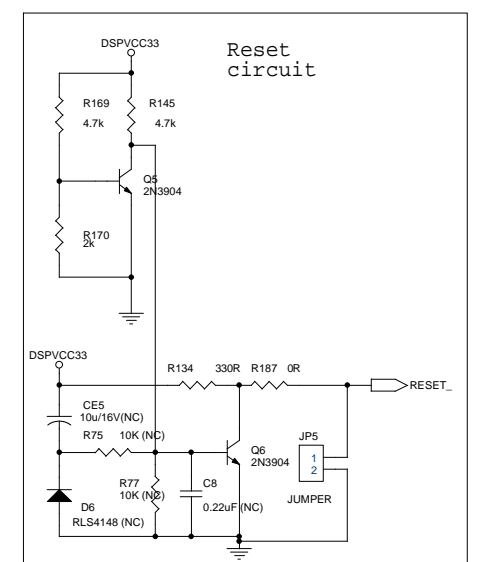 DSPVCC33
Reset
circuit
R169
R145
4.7k
4.7k
Q5
2N3904
R170
2k
DSPVCC33
R134
330R
R187
0R
RESET_
CE5
10u/16V(NC)
R75
10K (NC)
JP5
1
2
Q6
2N3904
R77
10K (NC)
C8
0.22uF (NC)
D6
RLS4148 (NC)
JUMPER